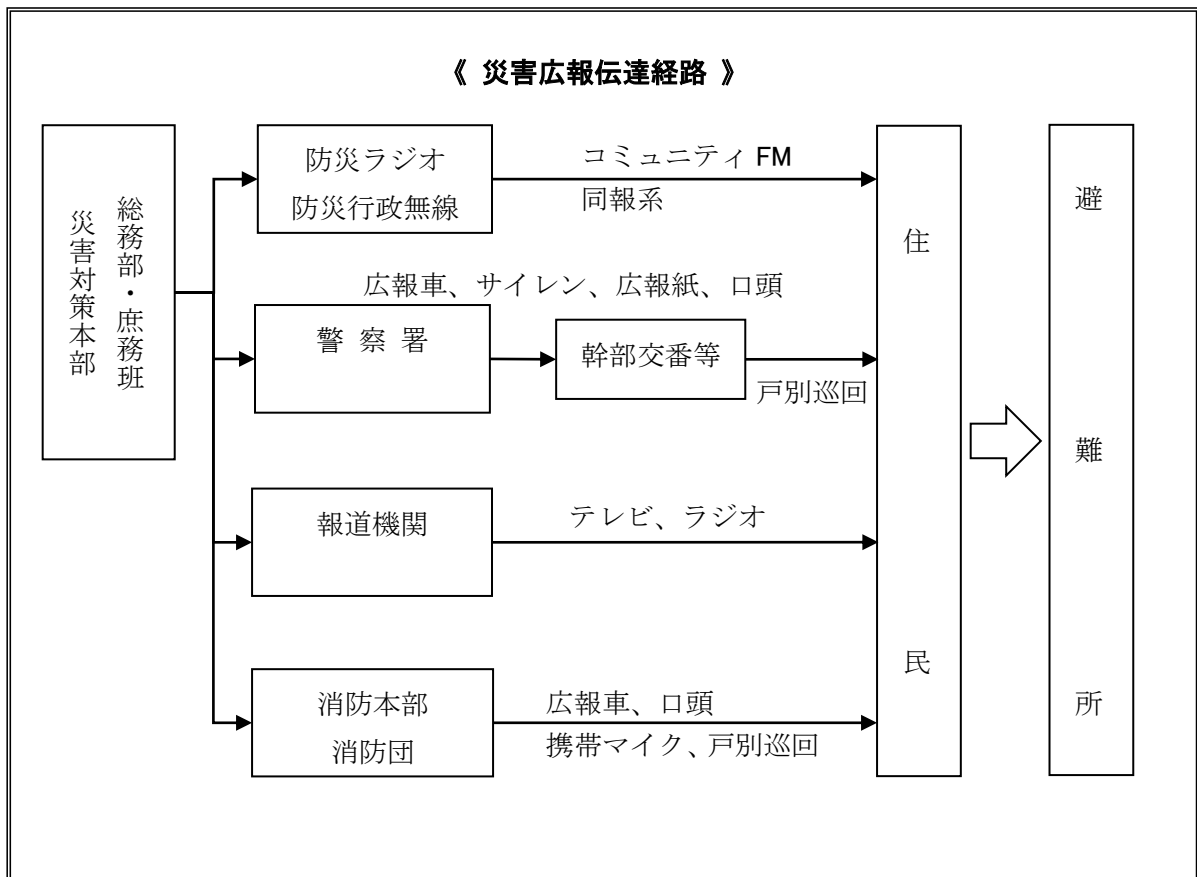 《 災害広報伝達経路 》
総務部・庶務班
災害対策本部
防災ラジオ
防災行政無線
コミュニティ FM
同報系
広報車、サイレン、広報紙、口頭
警 察 署
幹部交番等
戸別巡回
報道機関
テレビ、ラジオ
消防本部
消防団
広報車、口頭
携帯マイク、戸別巡回
住民
避難所